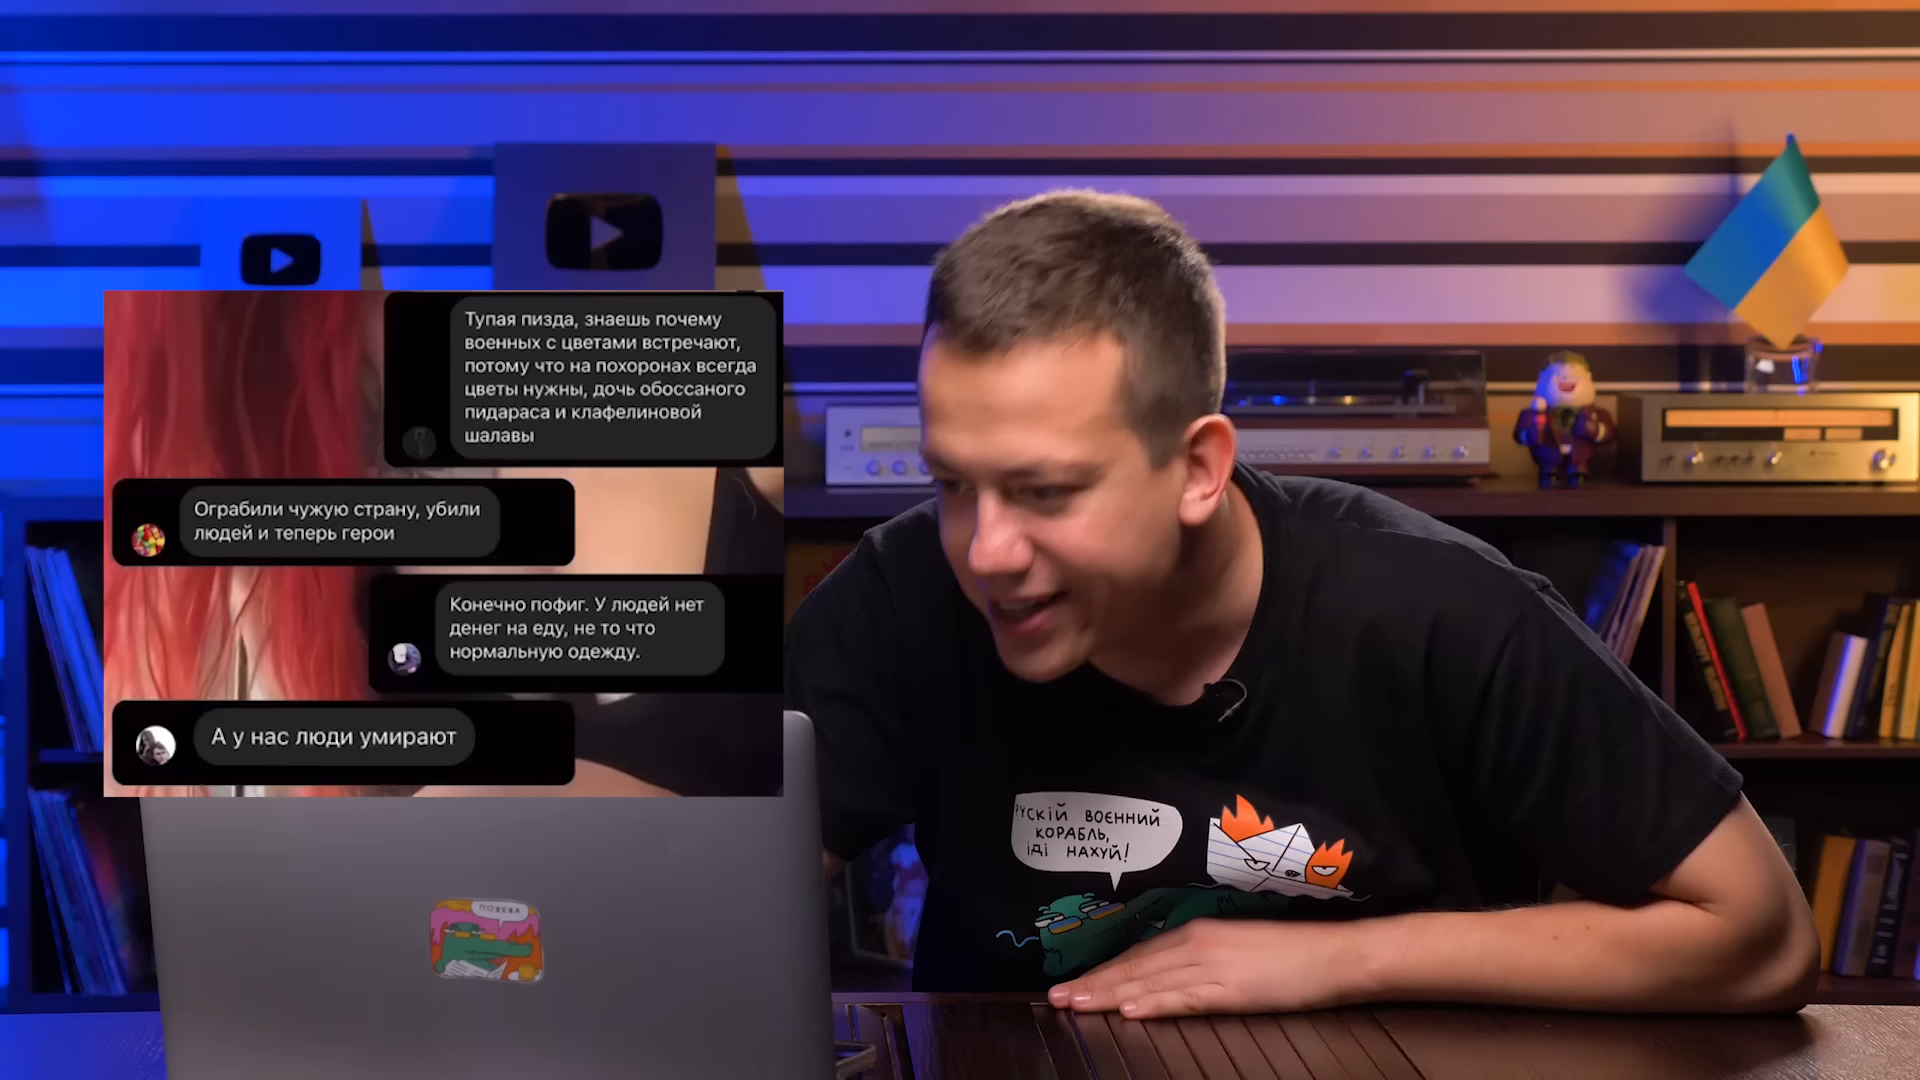 Тупая пизда, знаешь почему
военных с цветами встречают,
потому что на похоронах всегда
цветы нужны, дочь обоссаного
пидараса и клафелиновой
шалавы
Ограбили чужую страну, убили
людей и теперь герои
Конечно пофиг. У людей нет
денег на еду, не то что
нормальную одежду.
А у нас люди умирают
РУСКІЙ ВОЄННИЙ
КОРАБЛЬ,
ІДІ НАХУЙ!
ПОЖЕЖА